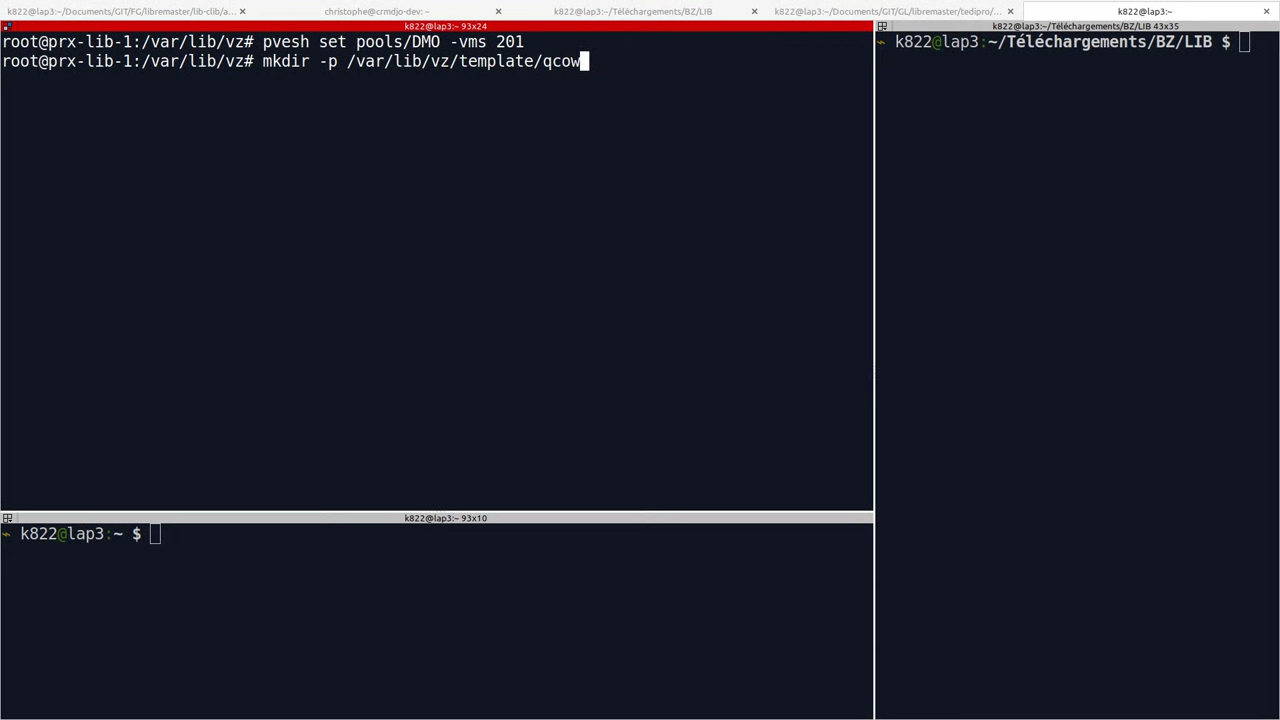 k822@lap3:~/Documents/GIT/FG/libremaster/lib-clib/a...
christophe@crmdjo-dev: ~
k822@lap3:~/Téléchargements/BZ/LIB
k822@lap3:~/Documents/GIT/GL/libremaster/tedipro/...
k822@lap3:~
k822@lap3:~ 93x24
root@prx-lib-1:/var/lib/vz# pvesh set pools/DMO -vms 201
root@prx-lib-1:/var/lib/vz# mkdir -p /var/lib/vz/template/qcow
k822@lap3:~/Téléchargements/BZ/LIB 43x35
k822@lap3:~/Téléchargements/BZ/LIB $
k822@lap3:~ 93x10
k822@lap3:~ $